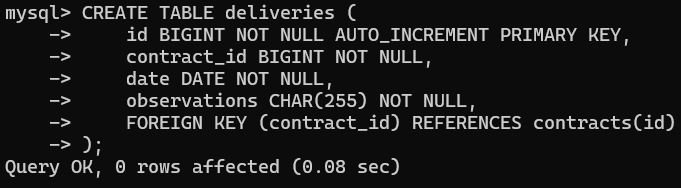 mysql> CREATE TABLE deliveries (
    ->     id BIGINT NOT NULL AUTO_INCREMENT PRIMARY KEY,
    ->     contract_id BIGINT NOT NULL,
    ->     date DATE NOT NULL,
    ->     observations CHAR(255) NOT NULL,
    ->     FOREIGN KEY (contract_id) REFERENCES contracts(id)
    -> );
Query OK, 0 rows affected (0.08 sec)